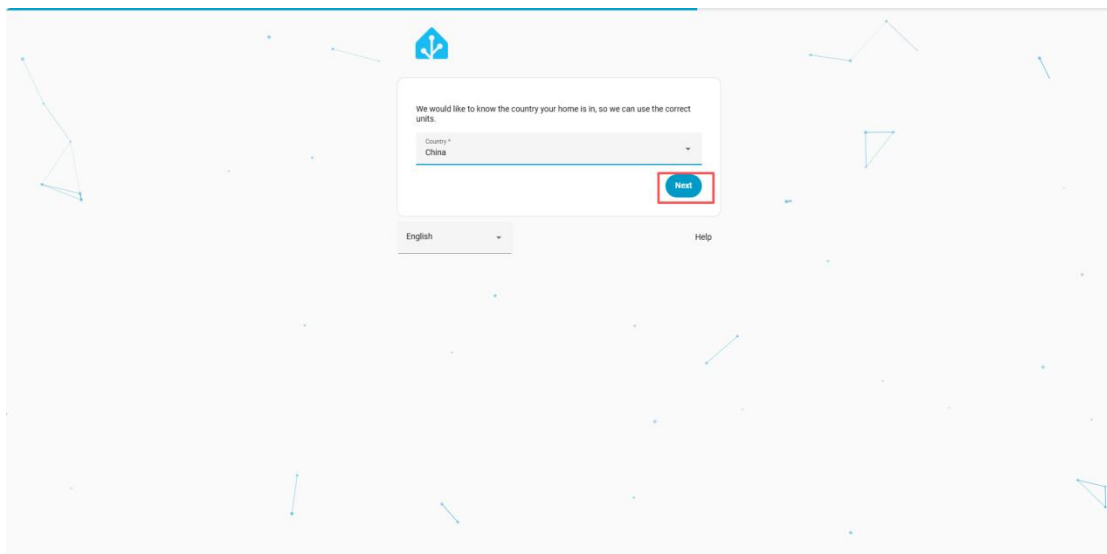 We would like to know the country your home is in, so we can use the correct
units.
Country *
China
Next
English
Help